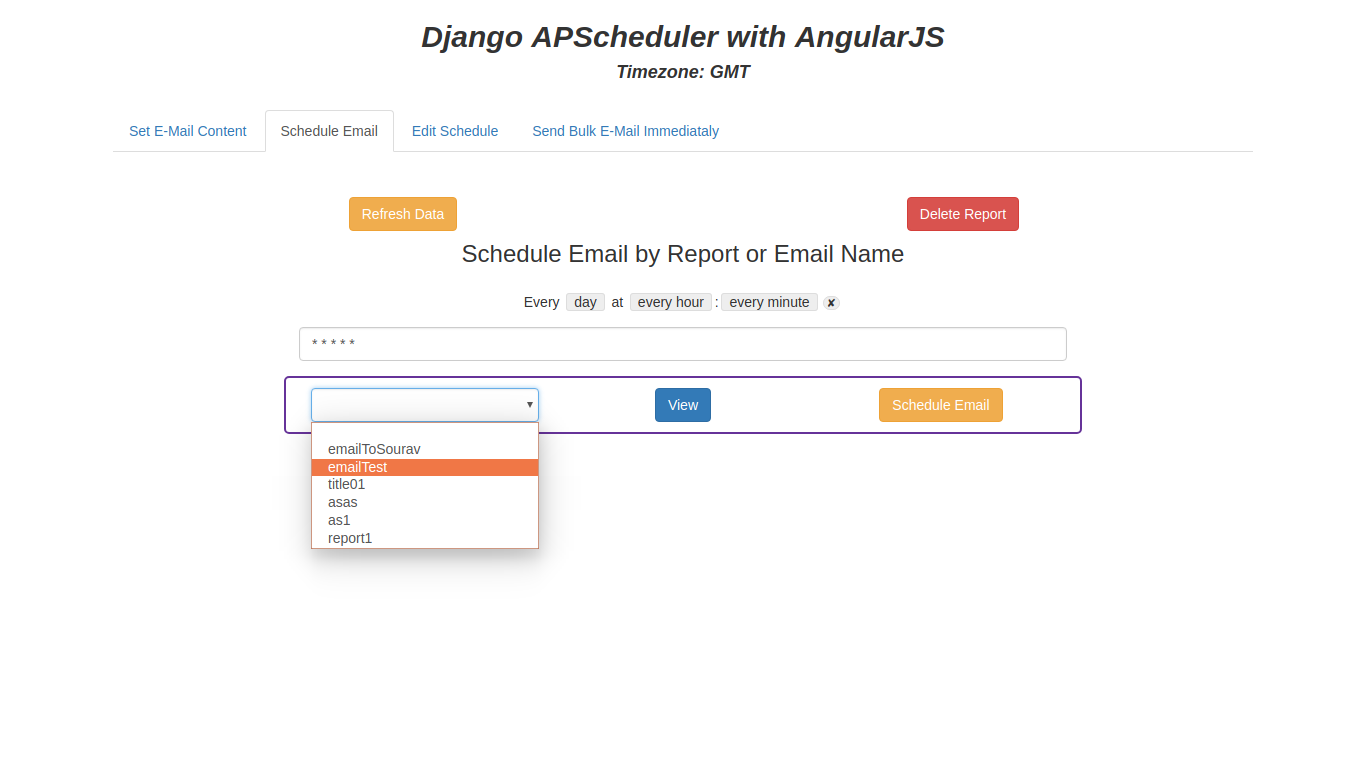 Django APScheduler with AngularJS
Timezone: GMT
Set E-Mail Content Schedule Email Edit Schedule Send Bulk E-Mail Immediataly
Refresh Data Delete Report
Schedule Email by Report or Email Name
Every day at every hour : every minute ✘
* * * * *
View Schedule Email
emailToSourav
emailTest
title01
asas
as1
report1